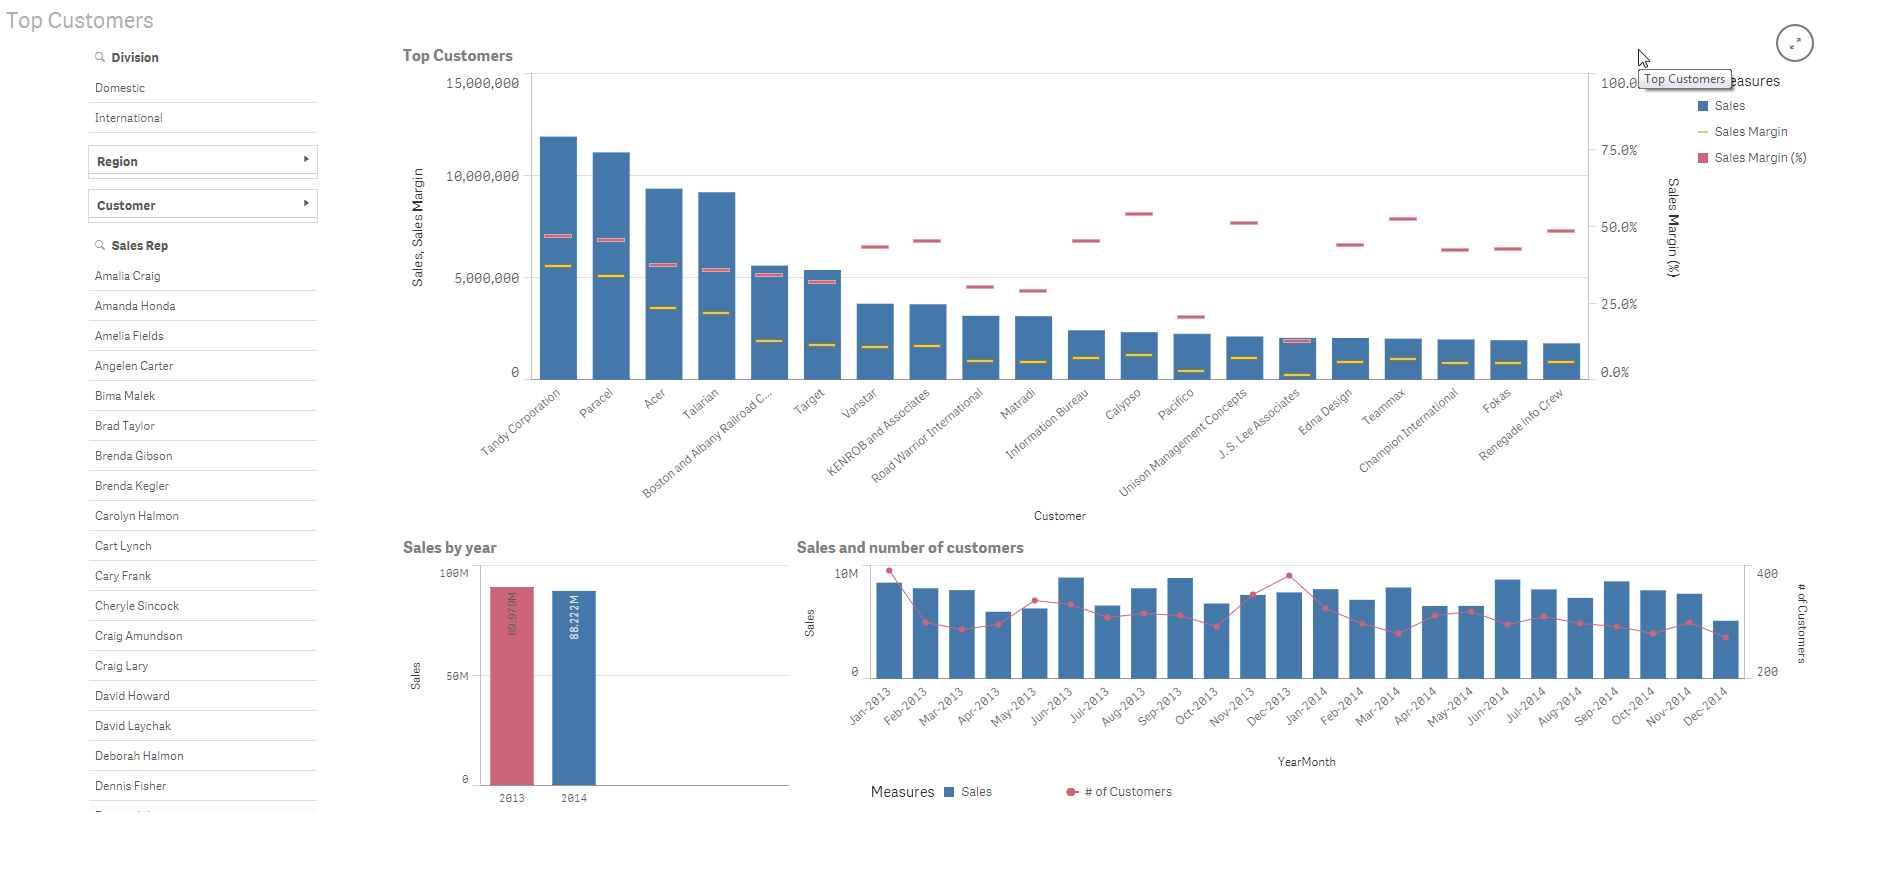 Top Customers
Division
Domestic
International
Region
Customer
Sales Rep
Amalia Craig
Amanda Honda
Amelia Fields
Angelen Carter
Bima Malek
Brad Taylor
Brenda Gibson
Brenda Kegler
Carolyn Halmon
Cart Lynch
Cary Frank
Cheryle Sincock
Craig Amundson
Craig Lary
David Howard
David Laychak
Deborah Halmon
Dennis Fisher
Top Customers
Sales, Sales Margin
15,000,000
10,000,000
5,000,000
0
100.0
75.0%
50.0%
25.0%
0.0%
Sales Margin (%)
Top Customers
easures
Sales
Sales Margin
Sales Margin (%)
Tandy Corporation
Paracel
Acer
Talarian
Boston and Albany Railroad C...
Target
Vanstar
KENROB and Associates
Road Warrior International
Matradi
Information Bureau
Calypso
Pacifico
Unison Management Concepts
J. S. Lee Associates
Edna Design
Teammax
Champion International
Fokas
Renegade info Crew
Customer
Sales by year
Sales
100M
50M
0
89.979M
88.222M
2013
2014
Sales and number of customers
Sales
10M
0
400
200
# of Customers
Jan-2013
Feb-2013
Mar-2013
Apr-2013
May-2013
Jun-2013
Jul-2013
Aug-2013
Sep-2013
Oct-2013
Nov-2013
Dec-2013
Jan-2014
Feb-2014
Mar-2014
Apr-2014
May-2014
Jun-2014
Jul-2014
Aug-2014
Sep-2014
Oct-2014
Nov-2014
Dec-2014
YearMonth
Measures Sales # of Customers